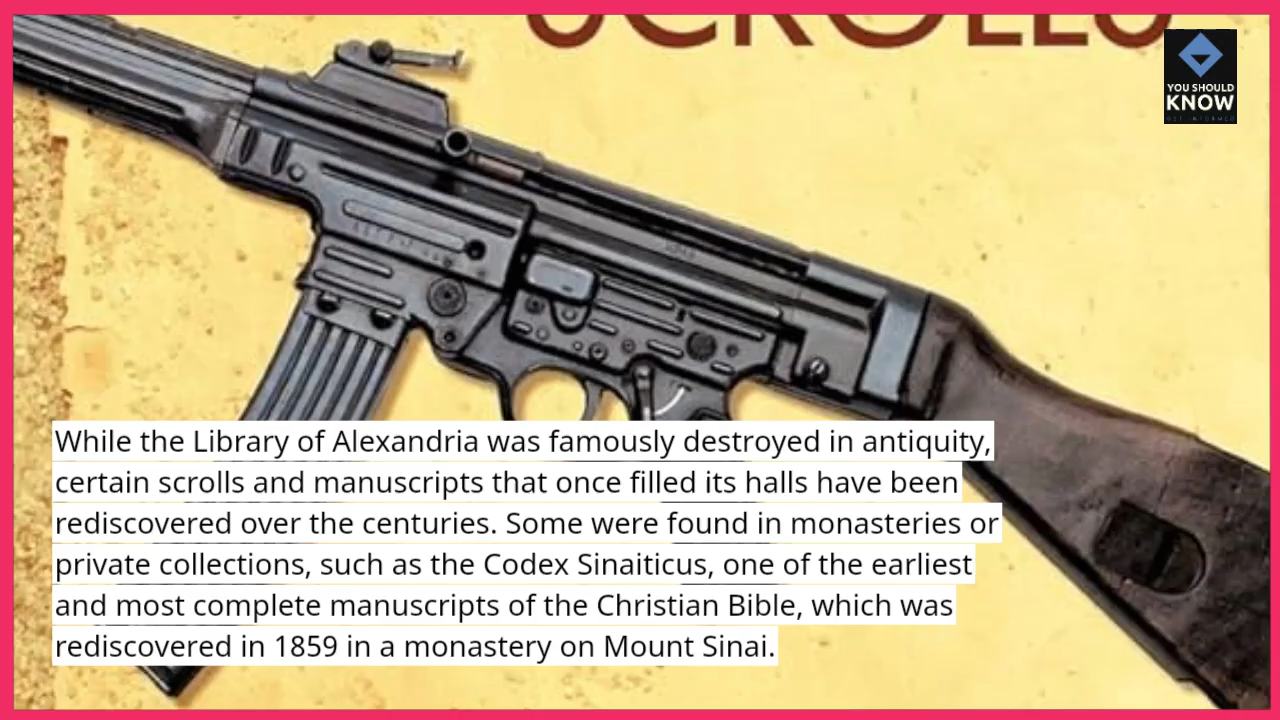 SCROLLS
YOU SHOULD
KNOW
GET INFORMED
While the Library of Alexandria was famously destroyed in antiquity,
certain scrolls and manuscripts that once filled its halls have been
rediscovered over the centuries. Some were found in monasteries or
private collections, such as the Codex Sinaiticus, one of the earliest
and most complete manuscripts of the Christian Bible, which was
rediscovered in 1859 in a monastery on Mount Sinai.